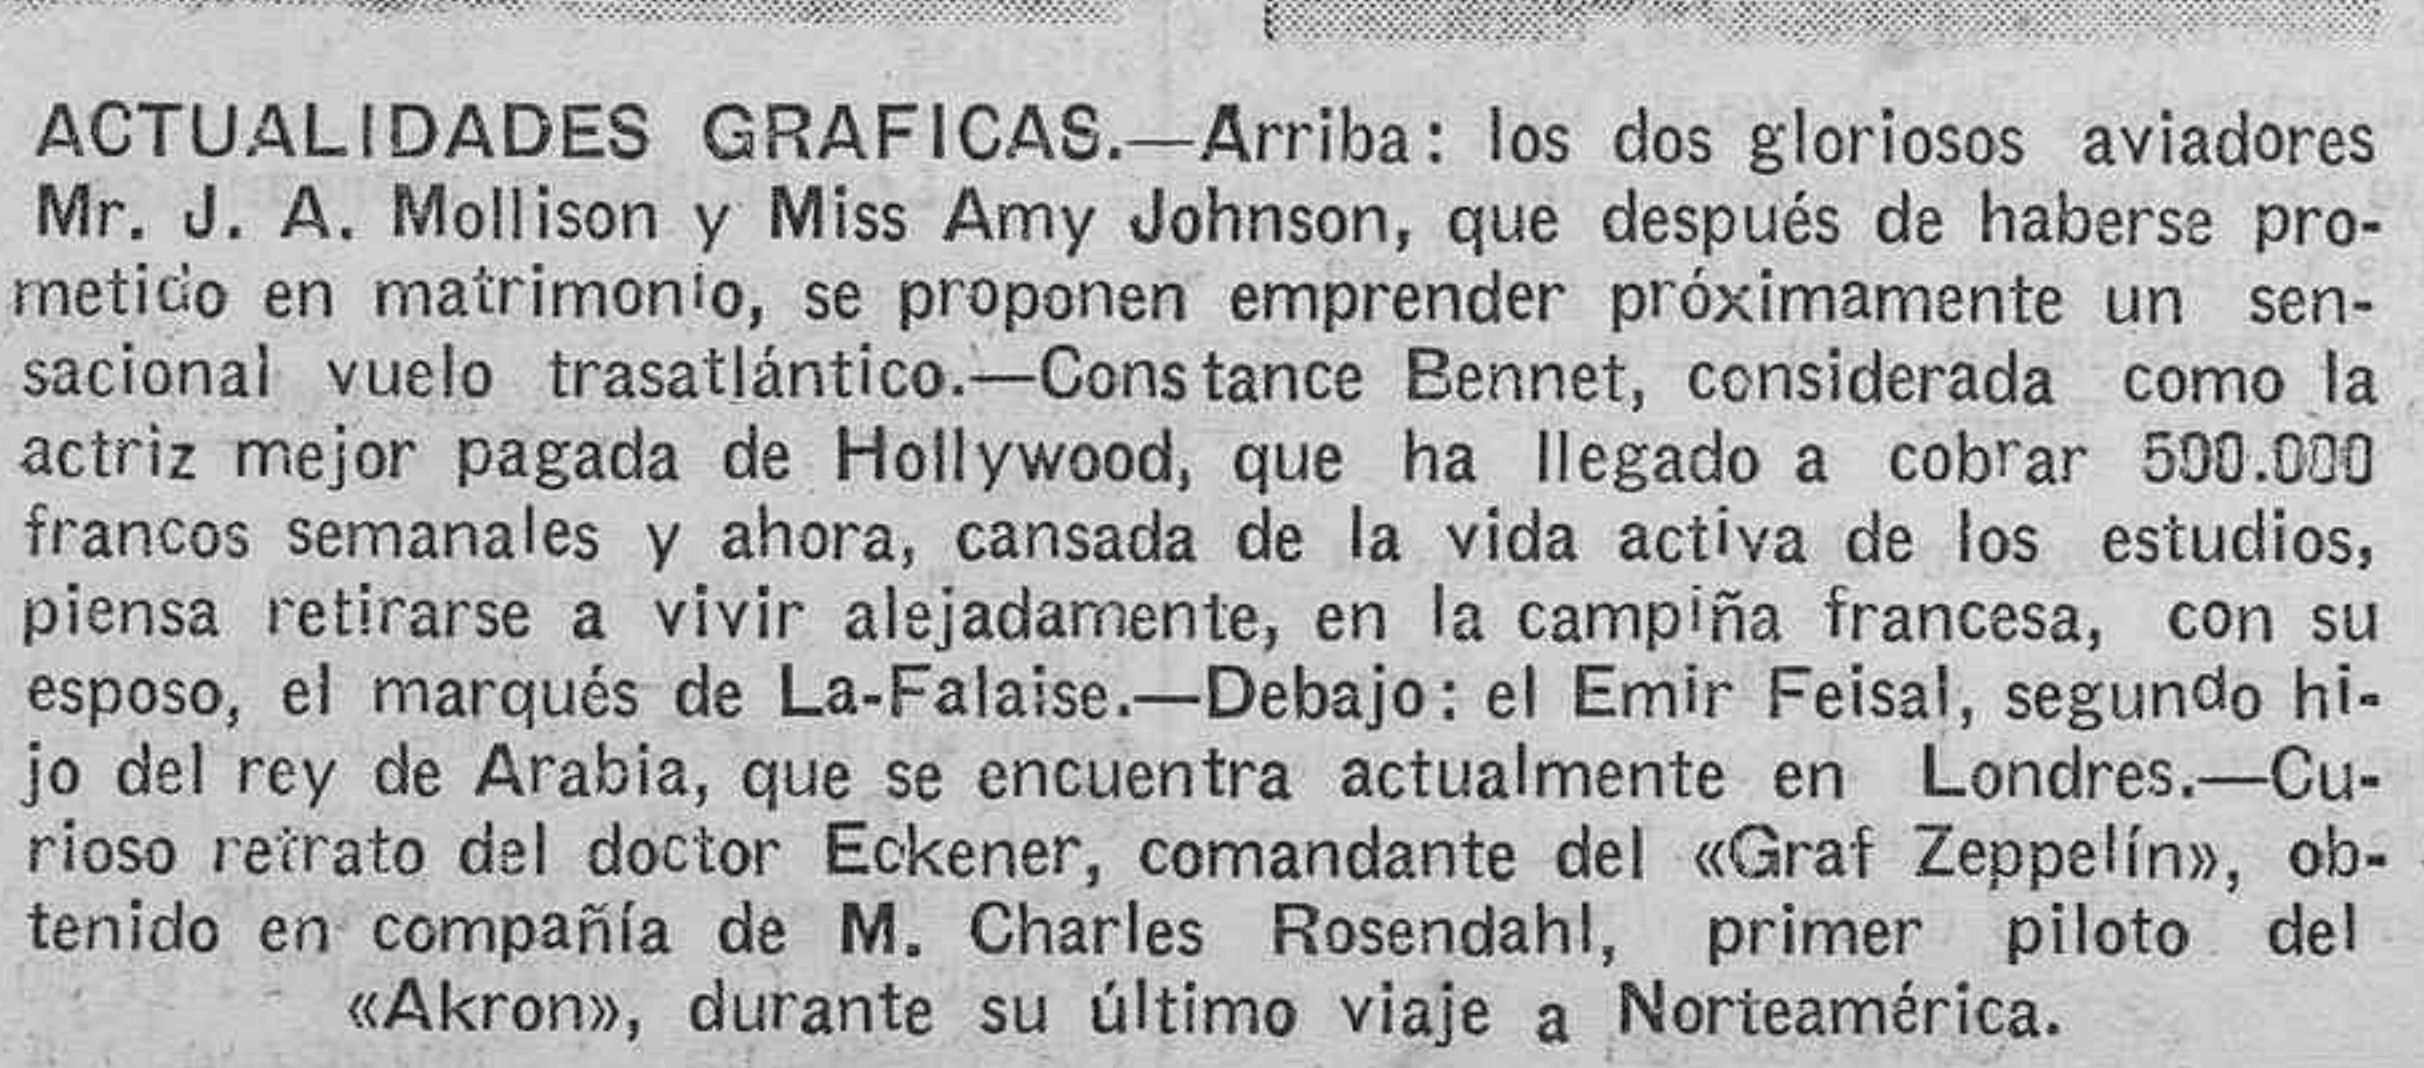 ACTUALIDADES GRAFICAS.—Arriba: los dos gloriosos aviadores
Mr. J. A. Mollison y Miss Amy Johnson, que después de haberse pro-
metido en matrimonio, se proponen emprender próximamente un sen-
sacional vuelo trasatlántico.—Constance Bennet, considerada como la
actriz mejor pagada de Hollywood, que ha llegado a cobrar 500.000
francos semanales y ahora, cansada de la vida activa de los estudios,
piensa retirarse a vivir alejadamente, en la campiña francesa, con su
esposo, el marqués de La-Falaise.—Debajo: el Emir Feisal, segundo hi-
jo del rey de Arabia, que se encuentra actualmente en Londres.—Cu-
rioso retrato del doctor Eckener, comandante del «Graf Zeppelín», ob-
tenido en compañía de M. Charles Rosendahl, primer piloto del
«Akron», durante su último viaje a Norteamérica.